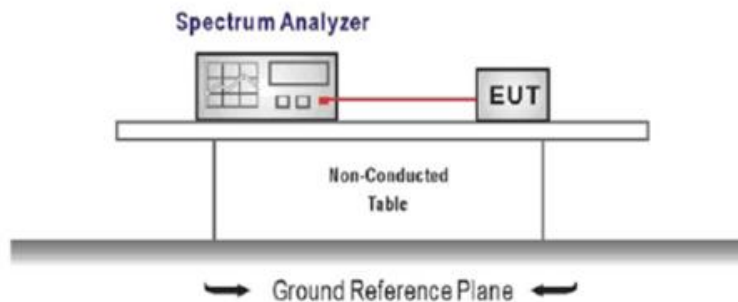 Spectrum Analyzer
EUT
Non-Conducted
Table
Ground Reference Plane